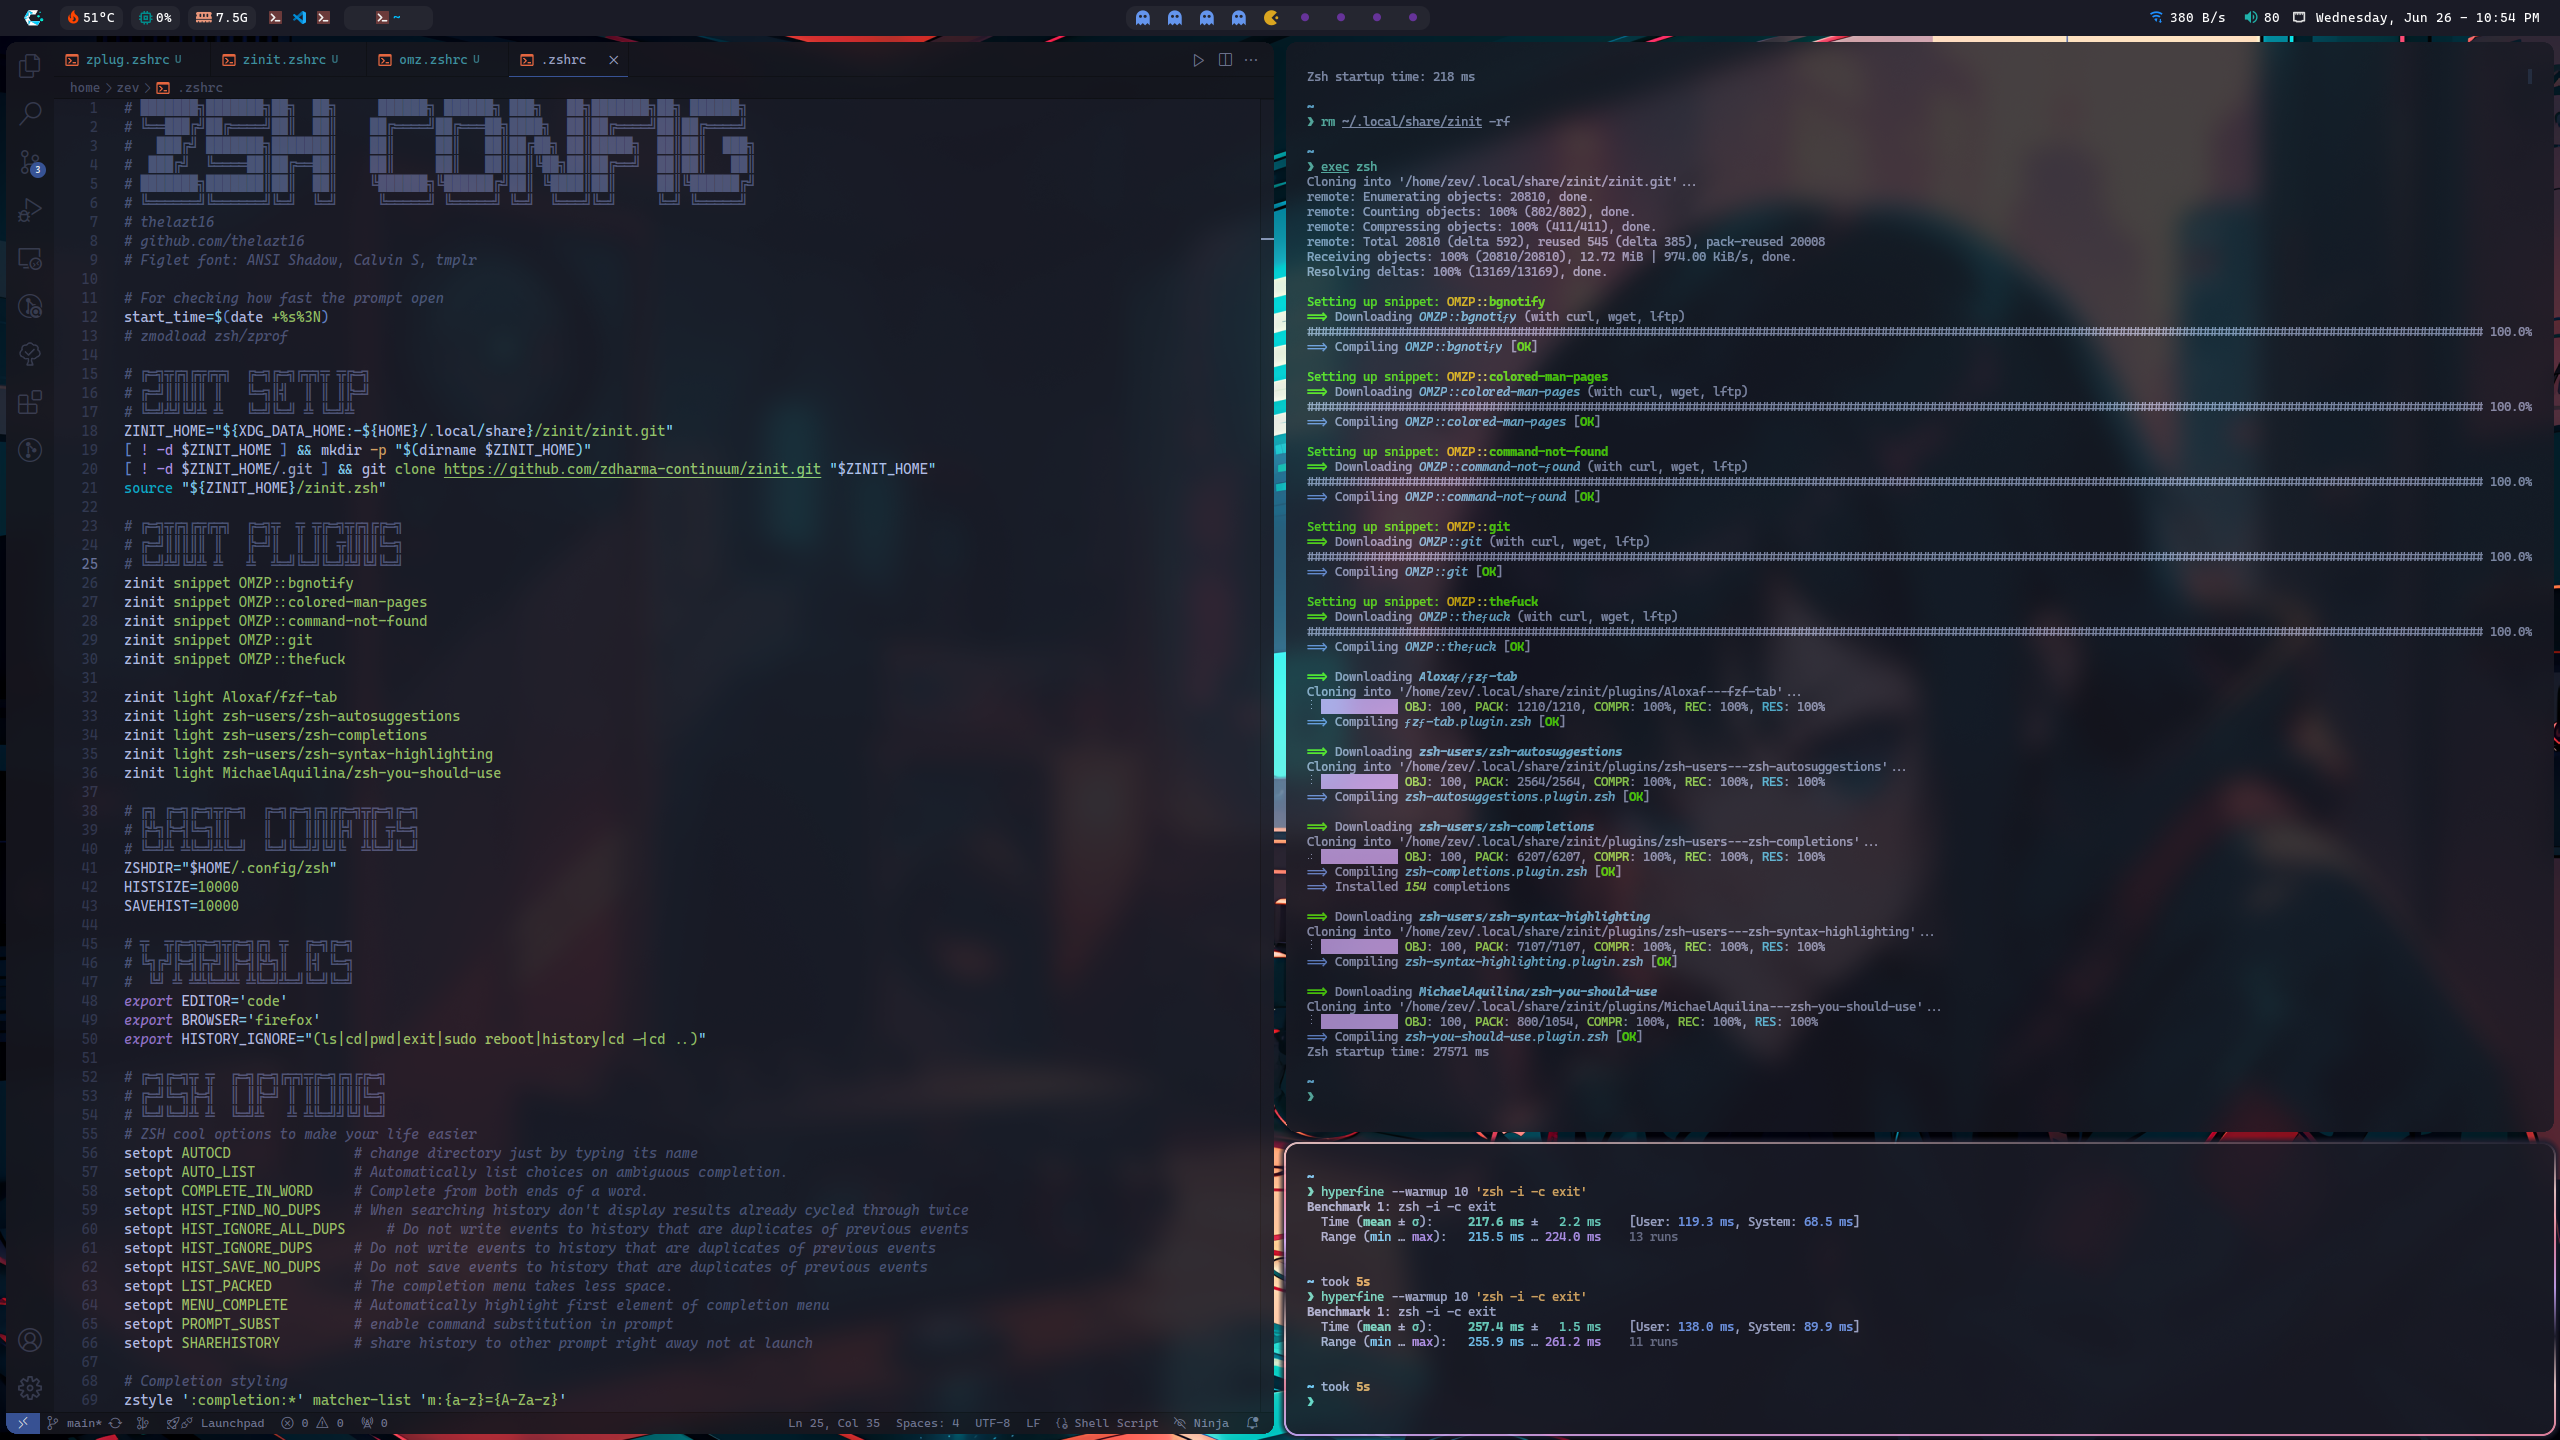 51°C 0% 7.5G ~
380 B/s 80 Wednesday, Jun 26 - 10:54 PM
zplug.zshrc U zinit.zshrc U omz.zshrc U .zshrc
home > zev > .zshrc
1 # ZSH CONFIG
2 #
3 #
4 #
5 #
6 #
7 # thelazt16
8 # github.com/thelazt16
9 # Figlet font: ANSI Shadow, Calvin S, tmplr
10
11 # For checking how fast the prompt open
12 start_time=$(date +%s%3N)
13 # zmodload zsh/zprof
14
15 # ZINIT SETUP
16 #
17 #
18 ZINIT_HOME="${XDG_DATA_HOME:-${HOME}/.local/share}/zinit/zinit.git"
19 [ ! -d $ZINIT_HOME ] && mkdir -p "$(dirname $ZINIT_HOME)"
20 [ ! -d $ZINIT_HOME/.git ] && git clone https://github.com/zdharma-continuum/zinit.git "$ZINIT_HOME"
21 source "${ZINIT_HOME}/zinit.zsh"
22
23 # ZINIT PLUGINS
24 #
25 #
26 zinit snippet OMZP::bgnotify
27 zinit snippet OMZP::colored-man-pages
28 zinit snippet OMZP::command-not-found
29 zinit snippet OMZP::git
30 zinit snippet OMZP::thefuck
31
32 zinit light Aloxaf/fzf-tab
33 zinit light zsh-users/zsh-autosuggestions
34 zinit light zsh-users/zsh-completions
35 zinit light zsh-users/zsh-syntax-highlighting
36 zinit light MichaelAquilina/zsh-you-should-use
37
38 # BASIC CONFIG
39 #
40 #
41 ZSHDIR="$HOME/.config/zsh"
42 HISTSIZE=10000
43 SAVEHIST=10000
44
45 # VARIABLES
46 #
47 #
48 export EDITOR='code'
49 export BROWSER='firefox'
50 export HISTORY_IGNORE="(ls|cd|pwd|exit|sudo reboot|history|cd -|cd ..)"
51
52 # ZSH OPTIONS
53 #
54 #
55 # ZSH cool options to make your life easier
56 setopt AUTOCD # change directory just by typing its name
57 setopt AUTO_LIST # Automatically list choices on ambiguous completion.
58 setopt COMPLETE_IN_WORD # Complete from both ends of a word.
59 setopt HIST_FIND_NO_DUPS # When searching history don't display results already cycled through twice
60 setopt HIST_IGNORE_ALL_DUPS # Do not write events to history that are duplicates of previous events
61 setopt HIST_IGNORE_DUPS # Do not write events to history that are duplicates of previous events
62 setopt HIST_SAVE_NO_DUPS # Do not save events to history that are duplicates of previous events
63 setopt LIST_PACKED # The completion menu takes less space.
64 setopt MENU_COMPLETE # Automatically highlight first element of completion menu
65 setopt PROMPT_SUBST # enable command substitution in prompt
66 setopt SHAREHISTORY # share history to other prompt right away not at launch
67
68 # Completion styling
69 zstyle ':completion:*' matcher-list 'm:{a-z}={A-Za-z}'
main* Launchpad 0 0 0
Ln 25, Col 35 Spaces: 4 UTF-8 LF Shell Script Ninja
3
Zsh startup time: 218 ms
~
❯ rm ~/.local/share/zinit -rf
~
❯ exec zsh
Cloning into '/home/zev/.local/share/zinit/zinit.git'...
remote: Enumerating objects: 20810, done.
remote: Counting objects: 100% (802/802), done.
remote: Compressing objects: 100% (411/411), done.
remote: Total 20810 (delta 592), reused 545 (delta 385), pack-reused 20008
Receiving objects: 100% (20810/20810), 12.72 MiB | 974.00 KiB/s, done.
Resolving deltas: 100% (13169/13169), done.
Setting up snippet: OMZP::bgnotify
==> Downloading OMZP::bgnotify (with curl, wget, lftp)
100.0%
==> Compiling OMZP::bgnotify [OK]
Setting up snippet: OMZP::colored-man-pages
==> Downloading OMZP::colored-man-pages (with curl, wget, lftp)
100.0%
==> Compiling OMZP::colored-man-pages [OK]
Setting up snippet: OMZP::command-not-found
==> Downloading OMZP::command-not-found (with curl, wget, lftp)
100.0%
==> Compiling OMZP::command-not-found [OK]
Setting up snippet: OMZP::git
==> Downloading OMZP::git (with curl, wget, lftp)
100.0%
==> Compiling OMZP::git [OK]
Setting up snippet: OMZP::thefuck
==> Downloading OMZP::thefuck (with curl, wget, lftp)
100.0%
==> Compiling OMZP::thefuck [OK]
==> Downloading Aloxaf/fzf-tab
Cloning into '/home/zev/.local/share/zinit/plugins/Aloxaf---fzf-tab'...
OBJ: 100, PACK: 1210/1210, COMPR: 100%, REC: 100%, RES: 100%
==> Compiling fzf-tab.plugin.zsh [OK]
==> Downloading zsh-users/zsh-autosuggestions
Cloning into '/home/zev/.local/share/zinit/plugins/zsh-users---zsh-autosuggestions'...
OBJ: 100, PACK: 2564/2564, COMPR: 100%, REC: 100%, RES: 100%
==> Compiling zsh-autosuggestions.plugin.zsh [OK]
==> Downloading zsh-users/zsh-completions
Cloning into '/home/zev/.local/share/zinit/plugins/zsh-users---zsh-completions'...
OBJ: 100, PACK: 6207/6207, COMPR: 100%, REC: 100%, RES: 100%
==> Compiling zsh-completions.plugin.zsh [OK]
==> Installed 154 completions
==> Downloading zsh-users/zsh-syntax-highlighting
Cloning into '/home/zev/.local/share/zinit/plugins/zsh-users---zsh-syntax-highlighting'...
OBJ: 100, PACK: 7107/7107, COMPR: 100%, REC: 100%, RES: 100%
==> Compiling zsh-syntax-highlighting.plugin.zsh [OK]
==> Downloading MichaelAquilina/zsh-you-should-use
Cloning into '/home/zev/.local/share/zinit/plugins/MichaelAquilina---zsh-you-should-use'...
OBJ: 100, PACK: 800/1054, COMPR: 100%, REC: 100%, RES: 100%
==> Compiling zsh-you-should-use.plugin.zsh [OK]
Zsh startup time: 27571 ms
~
❯
~
❯ hyperfine --warmup 10 'zsh -i -c exit'
Benchmark 1: zsh -i -c exit
Time (mean ± σ): 217.6 ms ± 2.2 ms [User: 119.3 ms, System: 68.5 ms]
Range (min … max): 215.5 ms … 224.0 ms 13 runs
~ took 5s
❯ hyperfine --warmup 10 'zsh -i -c exit'
Benchmark 1: zsh -i -c exit
Time (mean ± σ): 257.4 ms ± 1.5 ms [User: 138.0 ms, System: 89.9 ms]
Range (min … max): 255.9 ms … 261.2 ms 11 runs
~ took 5s
❯